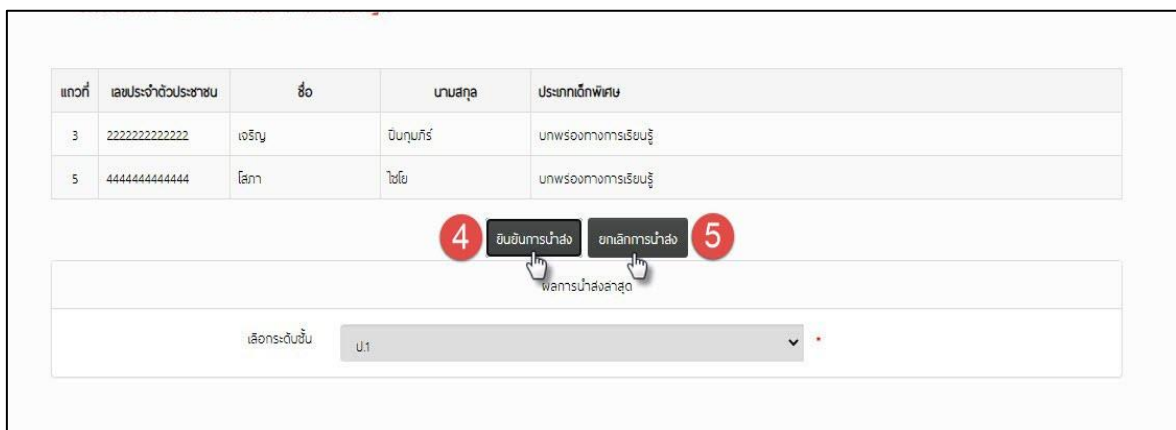 แถวที่ เลขประจำตัวประชาชน ชื่อ นามสกุล ประเภทเด็กพิเศษ
3 2222222222222 เจริญ ปิ่นกุมภิร์ บกพร่องทางการเรียนรู้
5 4444444444444 โสภา ไชโย บกพร่องทางการเรียนรู้
4 ยืนยันการนำส่ง ยกเลิกการนำส่ง 5
ผลการนำส่งล่าสุด
เลือกระดับชั้น ป.1 *